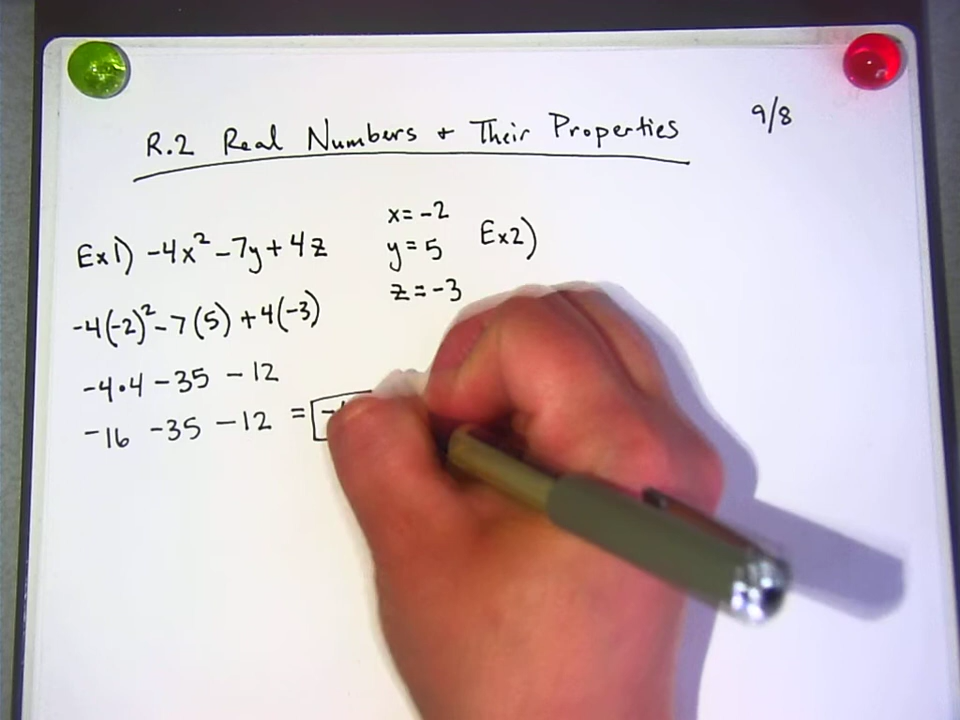 R.2 Real Numbers + Their Properties 9/8
Ex1) -4x² - 7y + 4z
x = -2
y = 5
z = -3
Ex2)
-4(-2)² - 7(5) + 4(-3)
-4•4 - 35 - 12
-16 -35 -12 =